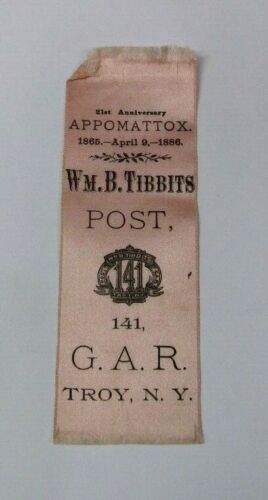 21st Anniversary
APPOMATTOX.
1865.—April 9,—1886.
WM. B. TIBBITS
POST,
141
141,
G. A. R.
TROY, N. Y.